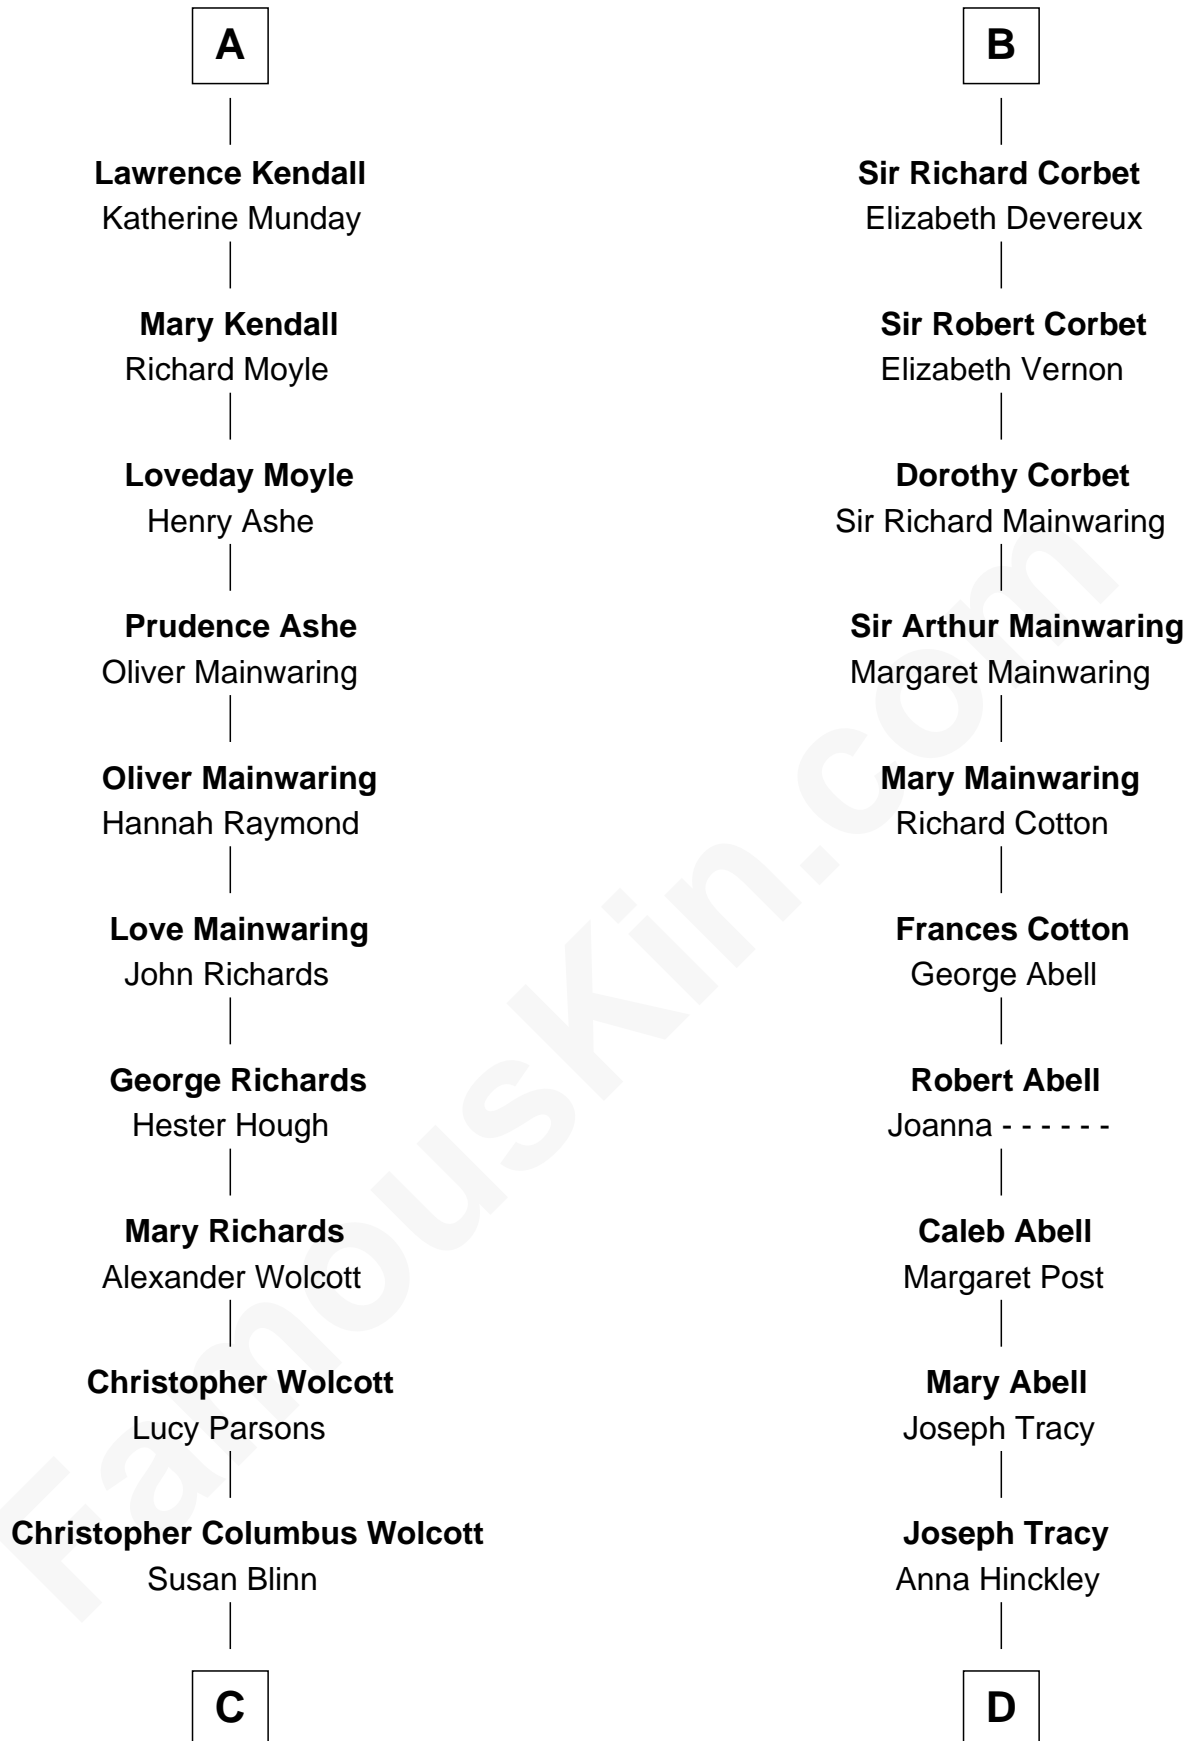 A
Lawrence Kendall
Katherine Munday
Mary Kendall
Richard Moyle
Loveday Moyle
Henry Ashe
Prudence Ashe
Oliver Mainwaring
Oliver Mainwaring
Hannah Raymond
Love Mainwaring
John Richards
George Richards
Hester Hough
Mary Richards
Alexander Wolcott
Christopher Wolcott
Lucy Parsons
Christopher Columbus Wolcott
Susan Blinn
C
B
Sir Richard Corbet
Elizabeth Devereux
Sir Robert Corbet
Elizabeth Vernon
Dorothy Corbet
Sir Richard Mainwaring
Sir Arthur Mainwaring
Margaret Mainwaring
Mary Mainwaring
Richard Cotton
Frances Cotton
George Abell
Robert Abell
Joanna - - - - - -
Caleb Abell
Margaret Post
Mary Abell
Joseph Tracy
Joseph Tracy
Anna Hinckley
D
FamousKin.com